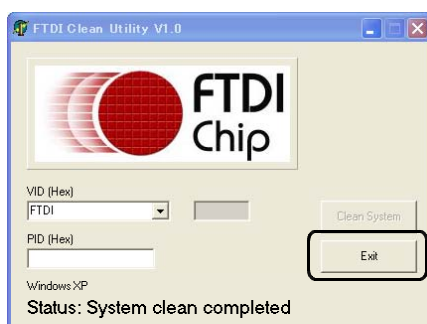 FTDI Clean Utility V1.0
FTDI
Chip
VID (Hex)
FTDI
Clean System
PID (Hex)
Exit
Windows XP
Status: System clean completed